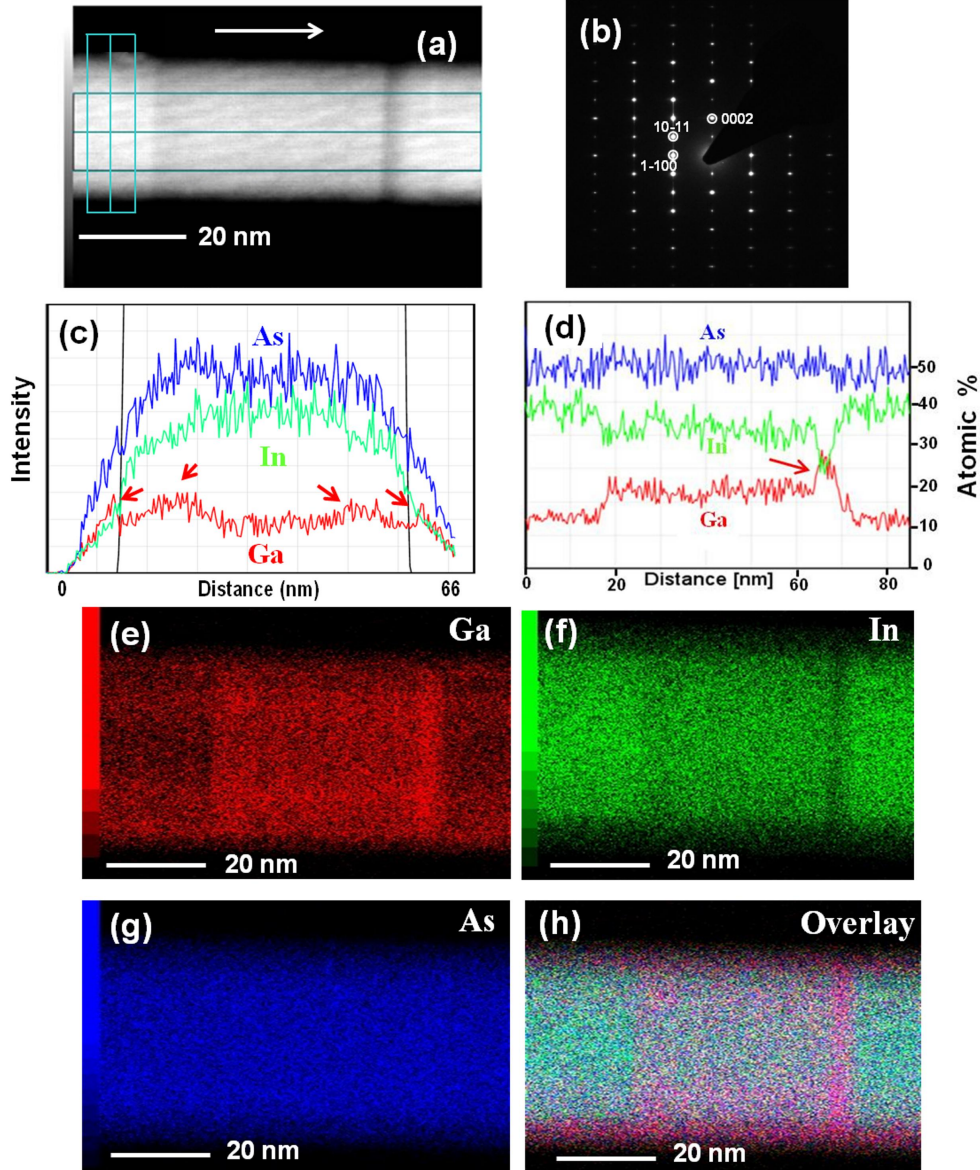 (a)
20 nm
(b)
0002
10-11
1-100
(c)
As
In
Ga
Intensity
0
Distance (nm)
66
(d)
As
In
Ga
50
40
30
20
10
0
Atomic %
0
20
Distance [nm]
60
80
(e)
Ga
20 nm
(f)
In
20 nm
(g)
As
20 nm
(h)
Overlay
20 nm